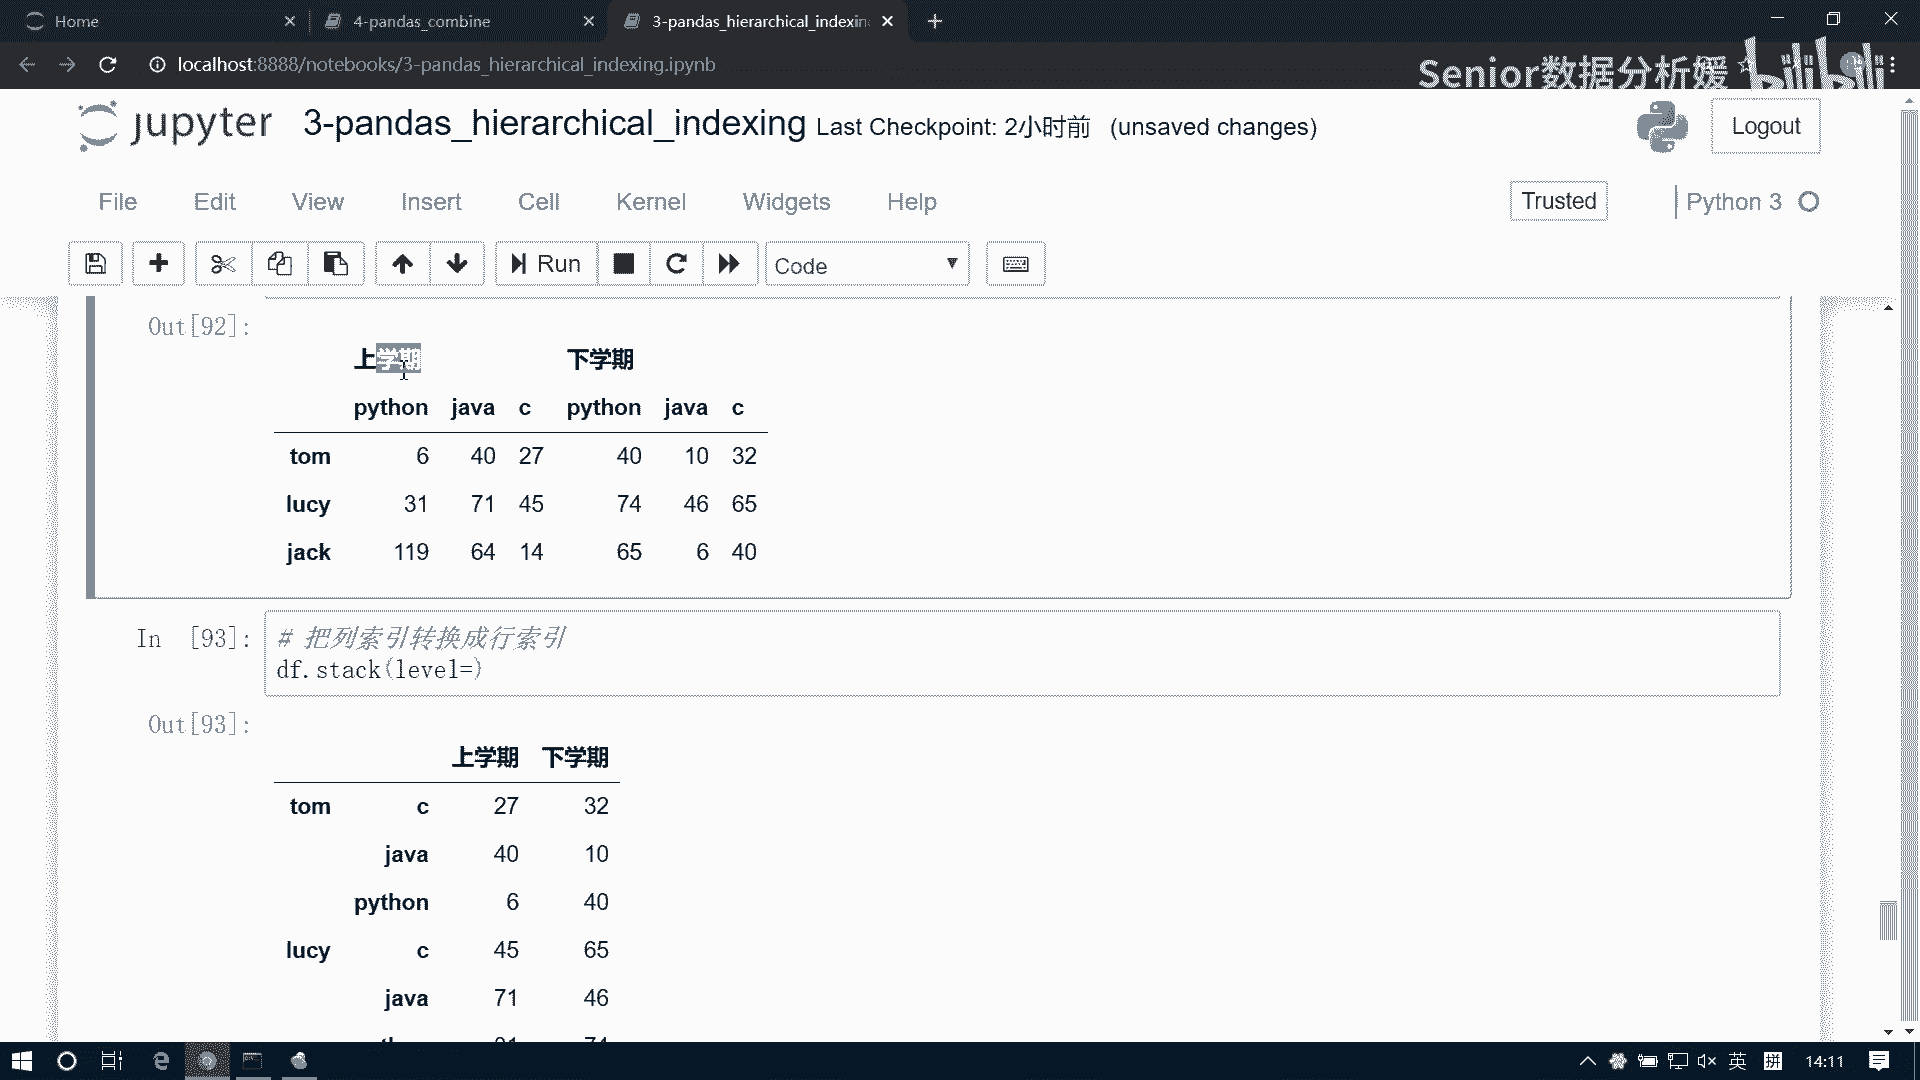 Home
4-pandas_combine
3-pandas_hierarchical_indexin
localhost:8888/notebooks/3-pandas_hierarchical_indexing.ipynb
Senior数据分析媛 bilibili
jupyter 3-pandas_hierarchical_indexing Last Checkpoint: 2小时前 (unsaved changes) Logout
File Edit View Insert Cell Kernel Widgets Help Trusted Python 3
Run Code
Out[92]:
上学期 下学期
python java c python java c
tom 6 40 27 40 10 32
lucy 31 71 45 74 46 65
jack 119 64 14 65 6 40
In [93]: # 把列索引转换成行索引
df.stack(level=)
Out[93]:
上学期 下学期
tom c 27 32
java 40 10
python 6 40
lucy c 45 65
java 71 46
英 拼 14:11